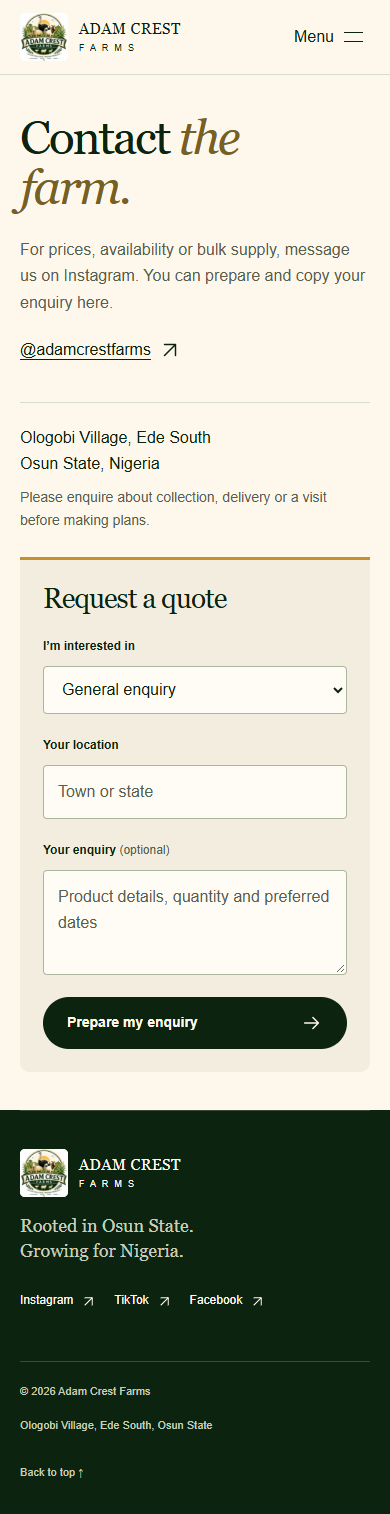 ADAM CREST
ADAM CREST
FARMS
Menu
Contact the
farm.
For prices, availability or bulk supply, message
us on Instagram. You can prepare and copy your
enquiry here.
@adamcrestfarms
Ologobi Village, Ede South
Osun State, Nigeria
Please enquire about collection, delivery or a visit
before making plans.
Request a quote
I’m interested in
General enquiry
Your location
Town or state
Your enquiry (optional)
Product details, quantity and preferred
dates
Prepare my enquiry
ADAM CREST
ADAM CREST
FARMS
Rooted in Osun State.
Growing for Nigeria.
Instagram TikTok Facebook
© 2026 Adam Crest Farms
Ologobi Village, Ede South, Osun State
Back to top ↑